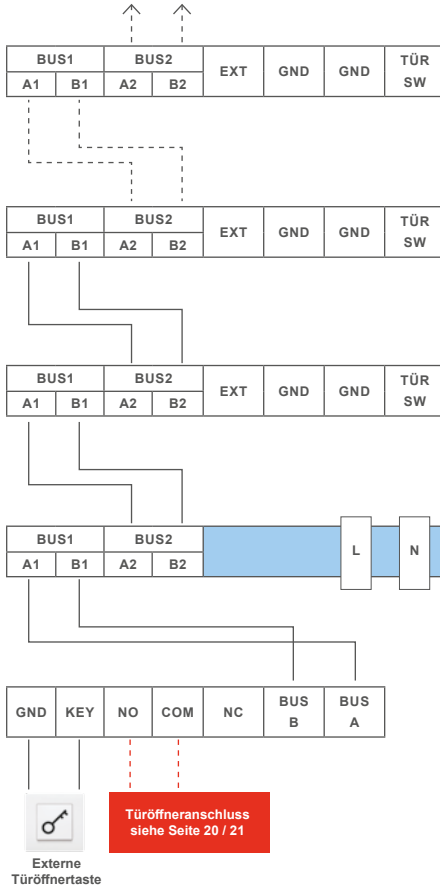 BUS1 BUS2 EXT GND GND TÜR SW
A1 B1 A2 B2
BUS1 BUS2 EXT GND GND TÜR SW
A1 B1 A2 B2
BUS1 BUS2 EXT GND GND TÜR SW
A1 B1 A2 B2
BUS1 BUS2 L N
A1 B1 A2 B2
GND KEY NO COM NC BUS B BUS A
Türöffneranschluss
siehe Seite 20 / 21
Externe
Türöffnertaste